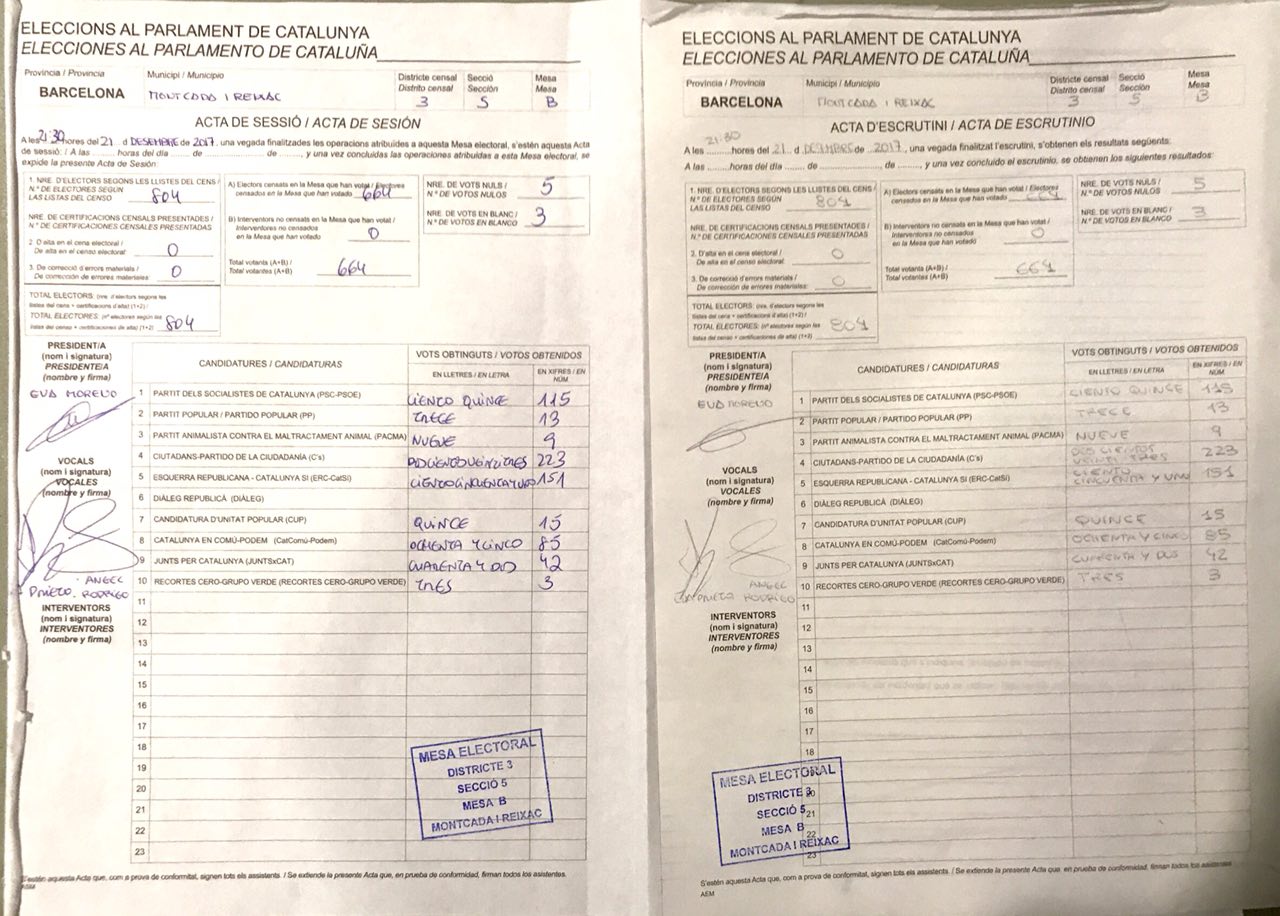 ELECCIONS AL PARLAMENT DE CATALUNYA
ELECCIONES AL PARLAMENTO DE CATALUÑA
Provincia / Provincia Municipi / Municipio Districte censal Secció Mesa
Distrito censal Sección Mesa
BARCELONA MONTCADA I REIXAC 3 5 B
ACTA DE SESSIÓ / ACTA DE SESIÓN
A les 21:30 hores del 21 d DESEMBRE de 2017, una vegada finalitzades les operacions atribuïdes a aquesta Mesa electoral, s'estén aquesta Acta
de sessió: / A las ......... horas del día ...... de ........... de ........, y una vez concluidas las operaciones atribuidas a esta Mesa electoral, se
expide la presente Acta de Sesión:
1. NRE. D'ELECTORS SEGONS LES LLISTES DEL CENS /
N.º DE ELECTORES SEGÚN
LAS LISTAS DEL CENSO 804
NRE. DE CERTIFICACIONS CENSALS PRESENTADES /
N.º DE CERTIFICACIONES CENSALES PRESENTADAS
2. D'alta en el cens electoral /
De alta en el censo electoral: 0
3. De correcció d'errors materials /
De corrección de errores materiales: 0
TOTAL ELECTORS: (nre. d'electors segons les
llistes del cens + certificacions d'alta) (1+2) /
TOTAL ELECTORES: (nº electores según las
listas del censo + certificaciones de alta) (1+2) 804
A) Electors censats en la Mesa que han votat / Electores
censados en la Mesa que han votado 664
B) Interventors no censats en la Mesa que han votat /
Interventores no censados
en la Mesa que han votado 0
Total votants (A+B) /
Total votantes (A+B) 664
NRE. DE VOTS NULS /
N.º DE VOTOS NULOS 5
NRE. DE VOTS EN BLANC /
N.º DE VOTOS EN BLANCO 3
PRESIDENT/A
(nom i signatura)
PRESIDENTE/A
(nombre y firma)
EVA MORENO
VOCALS
(nom i signatura)
VOCALES
(nombre y firma)
ANGEL
PRIETO RODRIGO
INTERVENTORS
(nom i signatura)
INTERVENTORES
(nombre y firma)
CANDIDATURES / CANDIDATURAS VOTS OBTINGUTS / VOTOS OBTENIDOS
EN LLETRES / EN LETRA EN XIFRES / EN NÚM
1 PARTIT DELS SOCIALISTES DE CATALUNYA (PSC-PSOE) CIENTO QUINCE 115
2 PARTIT POPULAR / PARTIDO POPULAR (PP) TRECE 13
3 PARTIT ANIMALISTA CONTRA EL MALTRACTAMENT ANIMAL (PACMA) NUEVE 9
4 CIUTADANS-PARTIDO DE LA CIUDADANÍA (C's) DOSCIENTOSVEINTITRES 223
5 ESQUERRA REPUBLICANA - CATALUNYA SI (ERC-CatSi) CIENTOCINCUENTAYUNO 151
6 DIÀLEG REPUBLICÀ (DIÀLEG)
7 CANDIDATURA D'UNITAT POPULAR (CUP) QUINCE 15
8 CATALUNYA EN COMÚ-PODEM (CatComú-Podem) OCHENTA Y CINCO 85
9 JUNTS PER CATALUNYA (JUNTSxCAT) CUARENTA Y DOS 42
10 RECORTES CERO-GRUPO VERDE (RECORTES CERO-GRUPO VERDE) TRES 3
11
12
13
14
15
16
17
18
19
20
21
22
23
MESA ELECTORAL
DISTRICTE 3
SECCIÓ 5
MESA B
MONTCADA I REIXAC
S'estén aquesta Acta que, com a prova de conformitat, signen tots els assistents. / Se extiende la presente Acta que, en prueba de conformidad, firman todos los asistentes.
AEM
ELECCIONS AL PARLAMENT DE CATALUNYA
ELECCIONES AL PARLAMENTO DE CATALUÑA
Provincia / Provincia Municipi / Municipio Districte censal Secció Mesa
Distrito censal Sección Mesa
BARCELONA MONTCADA I REIXAC 3 5 B
ACTA D'ESCRUTINI / ACTA DE ESCRUTINIO
21:30
A les ......... hores del 21 d DESEMBRE de 2017, una vegada finalitzat l'escrutini, s'obtenen els resultats següents:
A las ......... horas del día ...... de ........... de ........, y una vez concluido el escrutinio, se obtienen los siguientes resultados:
1. NRE. D'ELECTORS SEGONS LES LLISTES DEL CENS /
N.º DE ELECTORES SEGÚN
LAS LISTAS DEL CENSO 804
NRE. DE CERTIFICACIONS CENSALS PRESENTADES /
N.º DE CERTIFICACIONES CENSALES PRESENTADAS
2. D'alta en el cens electoral /
De alta en el censo electoral: 0
3. De correcció d'errors materials /
De corrección de errores materiales: 0
TOTAL ELECTORS: (nre. d'electors segons les
llistes del cens + certificacions d'alta) (1+2) /
TOTAL ELECTORES: (nº electores según las
listas del censo + certificaciones de alta) (1+2) 804
A) Electors censats en la Mesa que han votat / Electores
censados en la Mesa que han votado 664
B) Interventors no censats en la Mesa que han votat /
Interventores no censados
en la Mesa que han votado 0
Total votants (A+B) /
Total votantes (A+B) 664
NRE. DE VOTS NULS /
N.º DE VOTOS NULOS 5
NRE. DE VOTS EN BLANC /
N.º DE VOTOS EN BLANCO 3
PRESIDENT/A
(nom i signatura)
PRESIDENTE/A
(nombre y firma)
EVA MORENO
VOCALS
(nom i signatura)
VOCALES
(nombre y firma)
ANGEL
PRIETO RODRIGO
INTERVENTORS
(nom i signatura)
INTERVENTORES
(nombre y firma)
CANDIDATURES / CANDIDATURAS VOTS OBTINGUTS / VOTOS OBTENIDOS
EN LLETRES / EN LETRA EN XIFRES / EN NÚM
1 PARTIT DELS SOCIALISTES DE CATALUNYA (PSC-PSOE) CIENTO QUINCE 115
2 PARTIT POPULAR / PARTIDO POPULAR (PP) TRECE 13
3 PARTIT ANIMALISTA CONTRA EL MALTRACTAMENT ANIMAL (PACMA) NUEVE 9
4 CIUTADANS-PARTIDO DE LA CIUDADANÍA (C's) DOSCIENTOS VEINTI TRES 223
5 ESQUERRA REPUBLICANA - CATALUNYA SI (ERC-CatSi) CIENTO CINCUENTA Y UNO 151
6 DIÀLEG REPUBLICÀ (DIÀLEG)
7 CANDIDATURA D'UNITAT POPULAR (CUP) QUINCE 15
8 CATALUNYA EN COMÚ-PODEM (CatComú-Podem) OCHENTA Y CINCO 85
9 JUNTS PER CATALUNYA (JUNTSxCAT) CUARENTA Y DOS 42
10 RECORTES CERO-GRUPO VERDE (RECORTES CERO-GRUPO VERDE) TRES 3
11
12
13
14
15
16
17
18
20
21
22
23
MESA ELECTORAL
DISTRICTE 3
SECCIÓ 5
MESA B
MONTCADA I REIXAC
S'estén aquesta Acta que, com a prova de conformitat, signen tots els assistents. / Se extiende la presente Acta que, en prueba de conformidad, firman todos los asistentes.
AEM